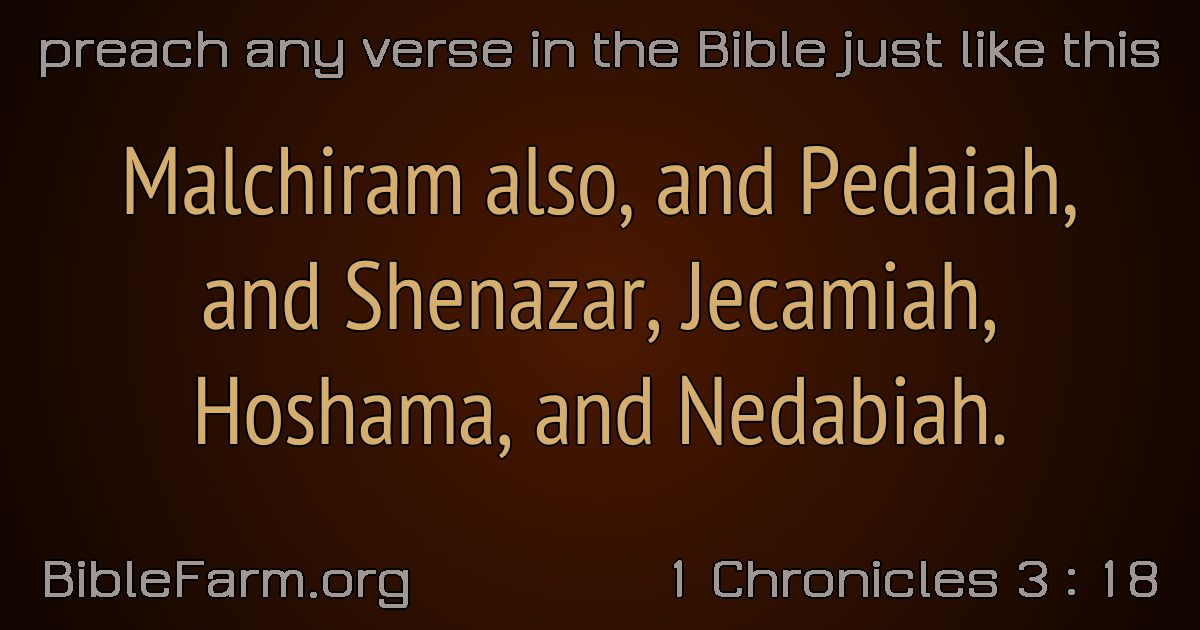 preach any verse in the Bible just like this
Malchiram also, and Pedaiah,
and Shenazar, Jecamiah,
Hoshama, and Nedabiah.
BibleFarm.org
1 Chronicles 3 : 18